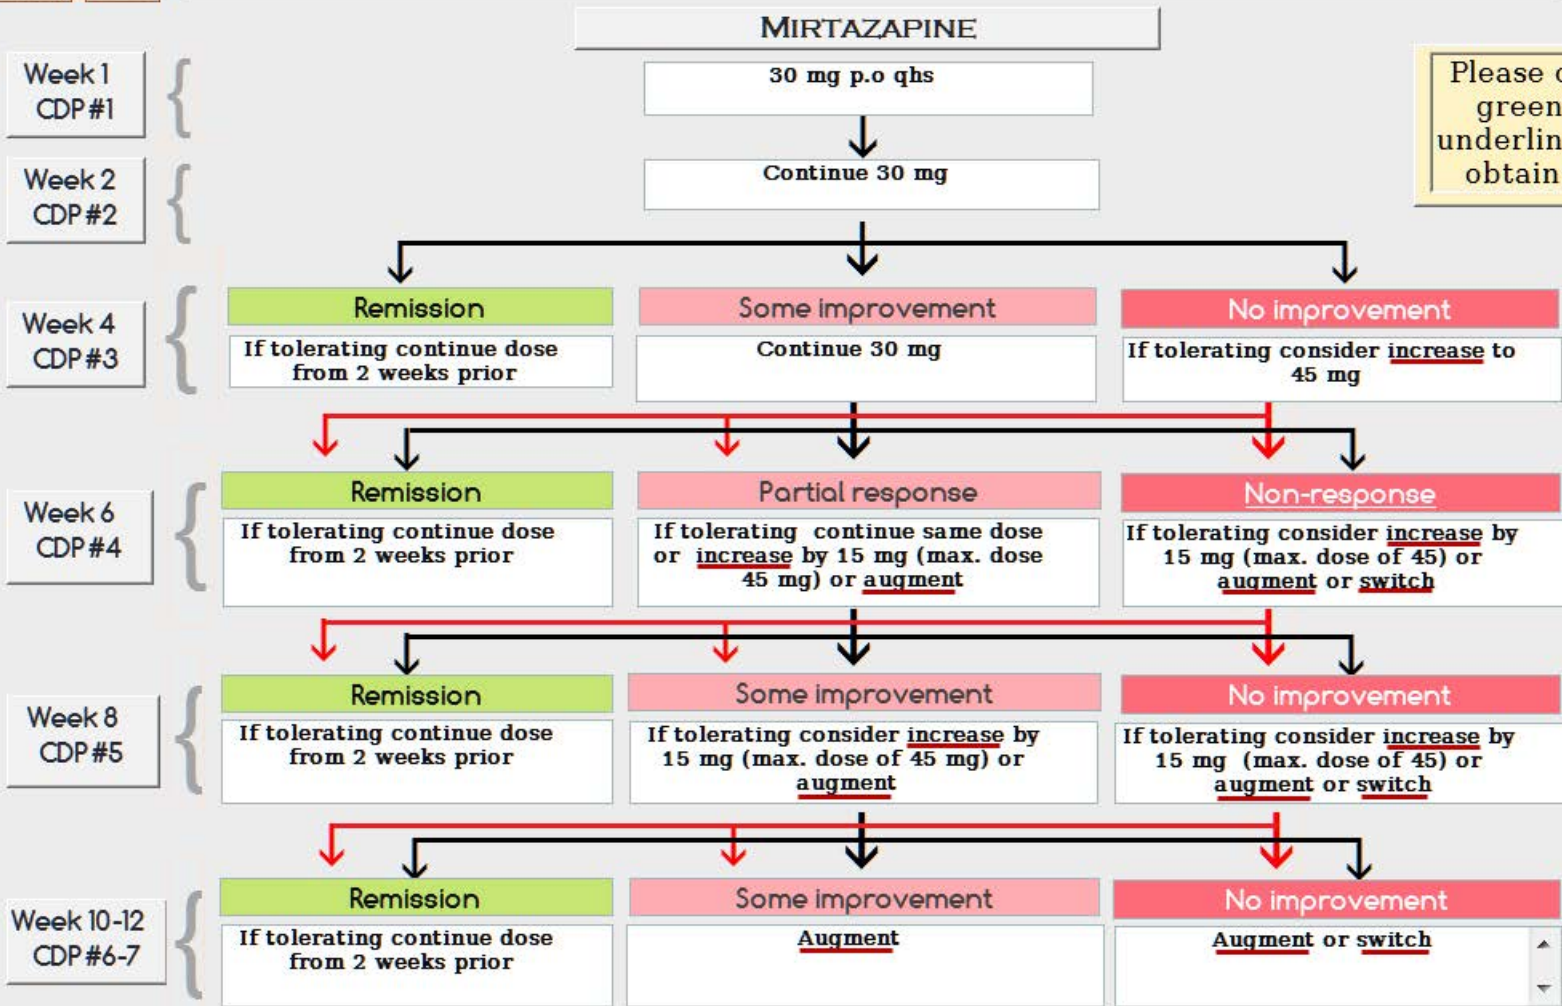 MIRTAZAPINE
Week 1
CDP #1
30 mg p.o qhs
Please
green
underlin
obtain
Week 2
CDP #2
Continue 30 mg
Week 4
CDP #3
Remission
If tolerating continue dose
from 2 weeks prior
Some improvement
Continue 30 mg
No improvement
If tolerating consider increase to
45 mg
Week 6
CDP #4
Remission
If tolerating continue dose
from 2 weeks prior
Partial response
If tolerating continue same dose
or increase by 15 mg (max. dose
45 mg) or augment
Non-response
If tolerating consider increase by
15 mg (max. dose of 45) or
augment or switch
Week 8
CDP #5
Remission
If tolerating continue dose
from 2 weeks prior
Some improvement
If tolerating consider increase by
15 mg (max. dose of 45 mg) or
augment
No improvement
If tolerating consider increase by
15 mg (max. dose of 45) or
augment or switch
Week 10-12
CDP #6-7
Remission
If tolerating continue dose
from 2 weeks prior
Some improvement
Augment
No improvement
Augment or switch